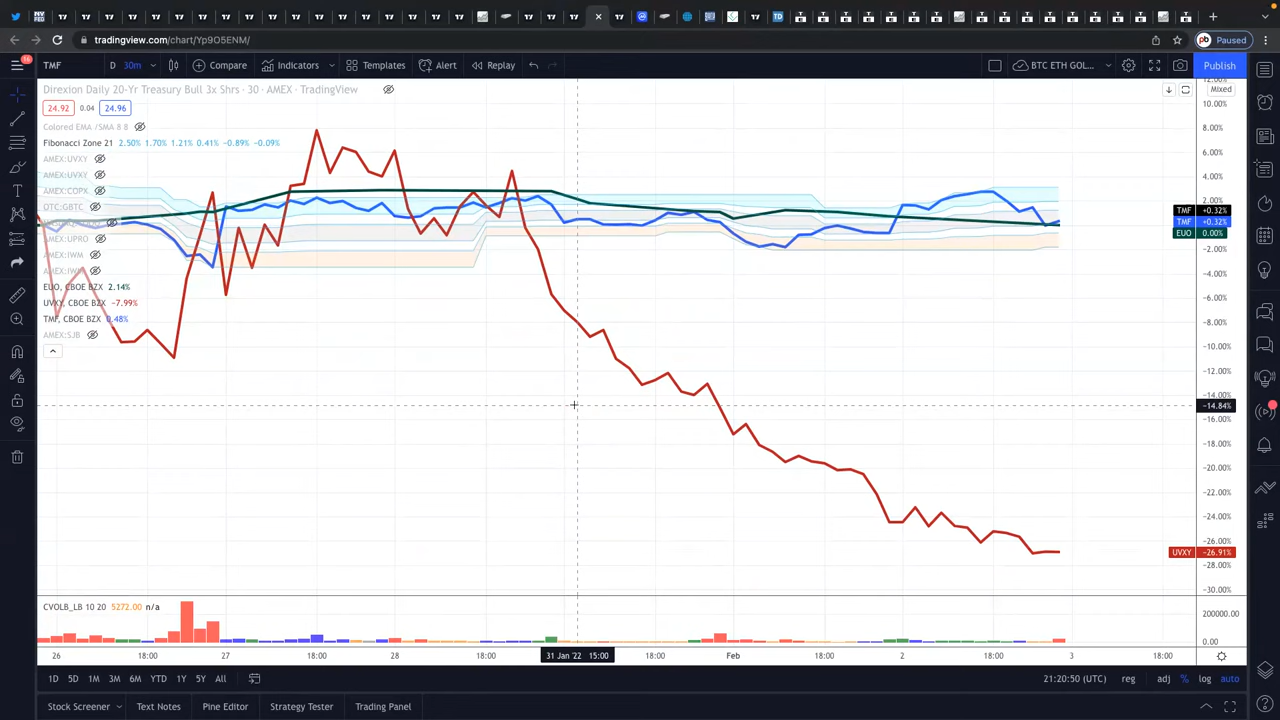 tradingview.com/chart/Yp9O5ENM/
Paused
TMF
D
30m
Compare
Indicators
Templates
Alert
Replay
BTC ETH GOL...
Publish
Direxion Daily 20-Yr Treasury Bull 3x Shrs · 30 · AMEX · TradingView
Mixed
24.92
0.04
24.96
Colored EMA /SMA 8 8
Fibonacci Zone 21
2.50% 1.70% 1.21% 0.41% −0.89% −0.09%
AMEX:UVXY
AMEX:UVXY
AMEX:COPX
OTC:GBTC
AMEX:UPRO
AMEX:IWM
AMEX:IWM
EUO, CBOE BZX 2.14%
UVXY, CBOE BZX −7.99%
TMF, CBOE BZX 0.48%
AMEX:SJB
12.00%
10.00%
8.00%
6.00%
4.00%
2.00%
TMF +0.32%
TMF +0.32%
EUO 0.00%
−2.00%
−4.00%
−6.00%
−8.00%
−10.00%
−12.00%
−14.00%
−14.84%
−16.00%
−18.00%
−20.00%
−22.00%
−24.00%
−26.00%
UVXY −26.91%
−28.00%
−30.00%
CVOLB_LB 10 20 5272.00 n/a
200000.00
0.00
26
18:00
27
18:00
28
18:00
31 Jan '22 15:00
18:00
Feb
18:00
2
18:00
3
18:00
1D 5D 1M 3M 6M YTD 1Y 5Y All
21:20:50 (UTC)
reg
adj
%
log
auto
Stock Screener
Text Notes
Pine Editor
Strategy Tester
Trading Panel